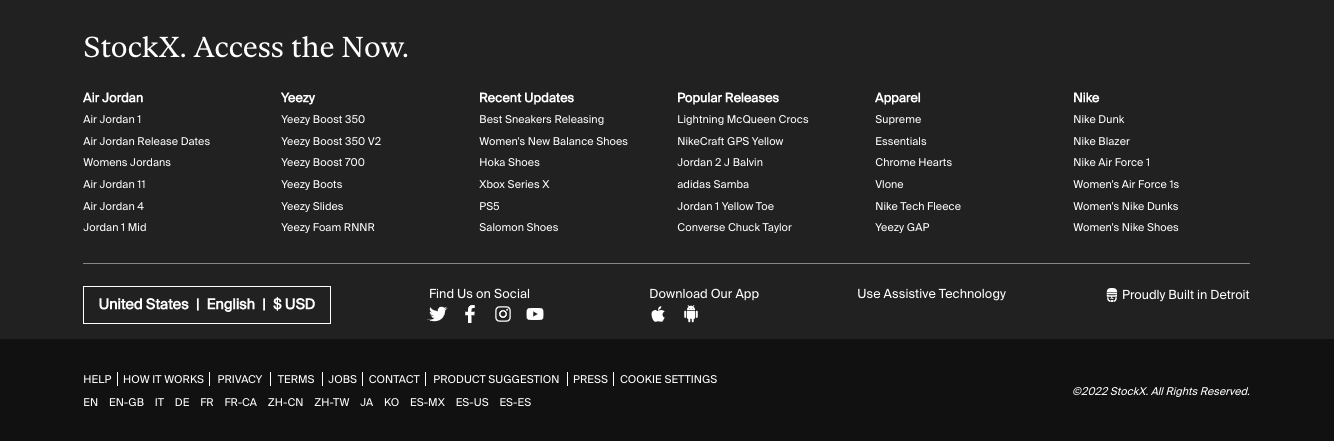 StockX. Access the Now.
Air Jordan
Air Jordan 1
Air Jordan Release Dates
Womens Jordans
Air Jordan 11
Air Jordan 4
Jordan 1 Mid
Yeezy
Yeezy Boost 350
Yeezy Boost 350 V2
Yeezy Boost 700
Yeezy Boots
Yeezy Slides
Yeezy Foam RNNR
Recent Updates
Best Sneakers Releasing
Women's New Balance Shoes
Hoka Shoes
Xbox Series X
PS5
Salomon Shoes
Popular Releases
Lightning McQueen Crocs
NikeCraft GPS Yellow
Jordan 2 J Balvin
adidas Samba
Jordan 1 Yellow Toe
Converse Chuck Taylor
Apparel
Supreme
Essentials
Chrome Hearts
Vlone
Nike Tech Fleece
Yeezy GAP
Nike
Nike Dunk
Nike Blazer
Nike Air Force 1
Women's Air Force 1s
Women's Nike Dunks
Women's Nike Shoes
United States | English | $ USD
Find Us on Social
Download Our App
Use Assistive Technology
Proudly Built in Detroit
HELP | HOW IT WORKS | PRIVACY | TERMS | JOBS | CONTACT | PRODUCT SUGGESTION | PRESS | COOKIE SETTINGS
EN EN-GB IT DE FR FR-CA ZH-CN ZH-TW JA KO ES-MX ES-US ES-ES
©2022 StockX. All Rights Reserved.